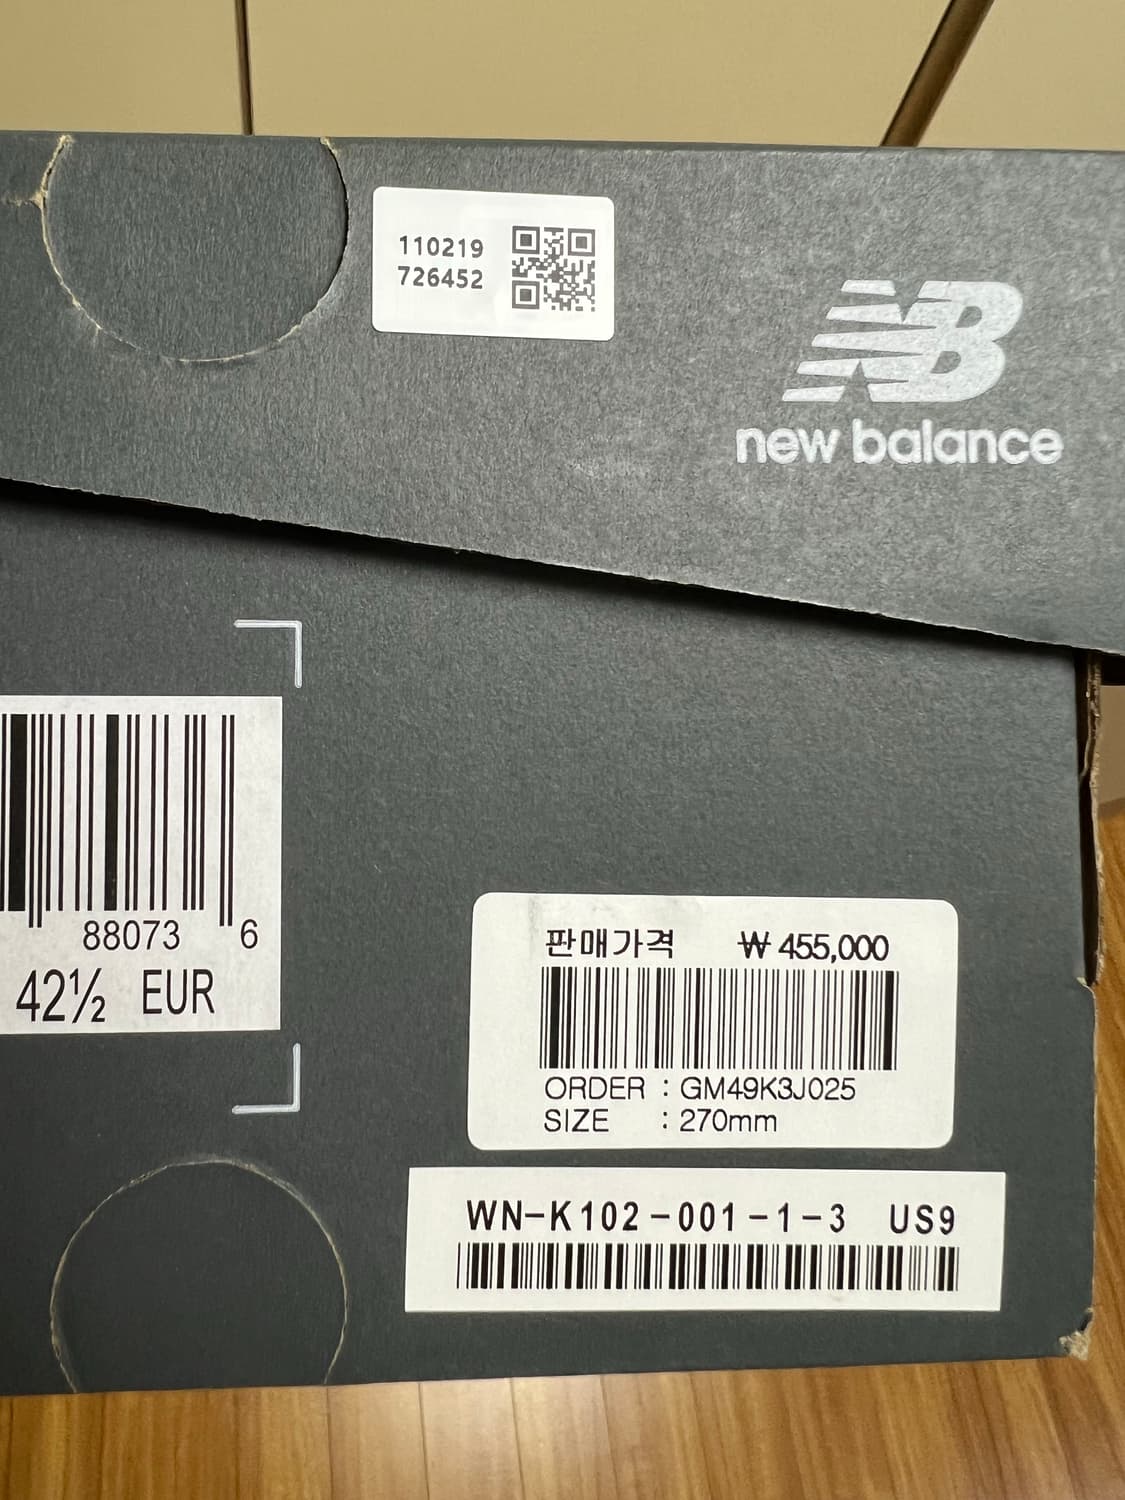 110219
726452
NB
new balance
88073 6
42½ EUR
판매가격 ₩ 455,000
ORDER : GM49K3J025
SIZE : 270mm
WN-K102-001-1-3 US9